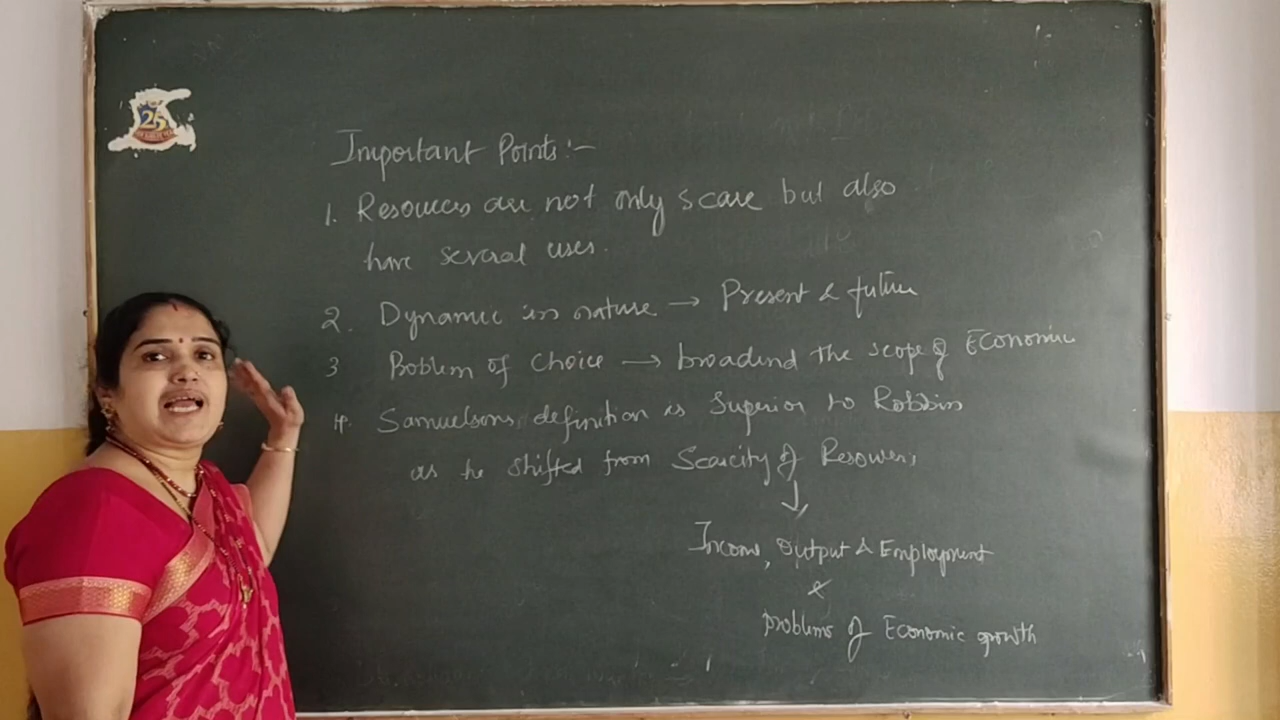 25
Important Points:-
1. Resources are not only scare but also
have several uses.
2. Dynamic in nature → Present & future
3 Poblem of choice → broadend the scope of Economic
4. Samuelsons definition is Superior to Robbins
as he shifted from Scarcity of Resources,
↓
Income, Output & Employment
&
problems of Economic growth